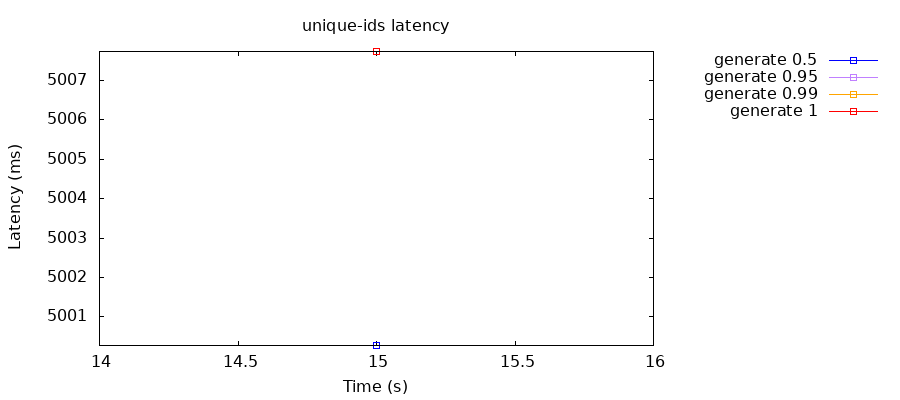 unique-ids latency
generate 0.5
generate 0.95
generate 0.99
generate 1
5007
5006
5005
5004
5003
5002
5001
Latency (ms)
14 14.5 15 15.5 16
Time (s)